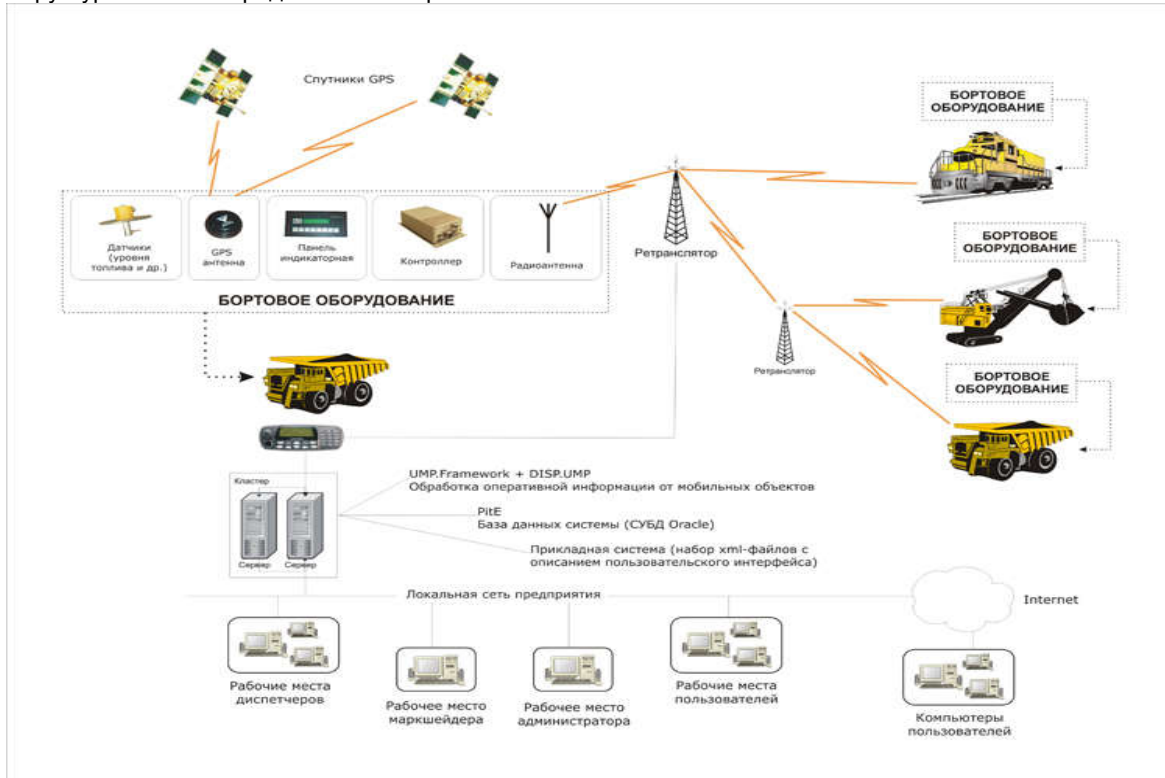 Спутники GPS
БОРТОВОЕ
ОБОРУДОВАНИЕ
Датчики
(уровня
топлива и др.)
GPS
антенна
Панель
индикаторная
Контроллер
Радиоантенна
БОРТОВОЕ ОБОРУДОВАНИЕ
Ретранслятор
БОРТОВОЕ
ОБОРУДОВАНИЕ
Ретранслятор
БОРТОВОЕ
ОБОРУДОВАНИЕ
UMP.Framework + DISP.UMP
Обработка оперативной информации от мобильных объектов
Кластер
Сервер
Сервер
PitE
База данных системы (СУБД Oracle)
Прикладная система (набор xml-файлов с
описанием пользовательского интерфейса)
Локальная сеть предприятия
Internet
Рабочие места
диспетчеров
Рабочее место
маркшейдера
Рабочее место
администратора
Рабочие места
пользователей
Компьютеры
пользователей